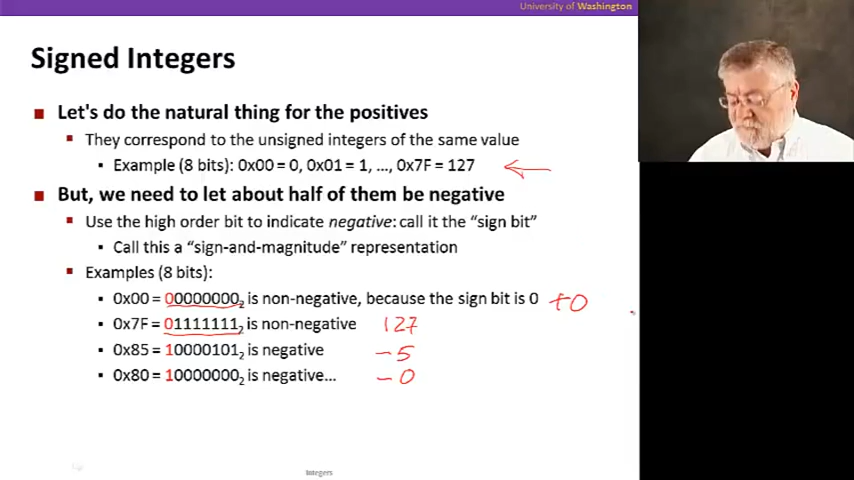 University of Washington
Signed Integers
Let's do the natural thing for the positives
They correspond to the unsigned integers of the same value
Example (8 bits): 0x00 = 0, 0x01 = 1, ..., 0x7F = 127
But, we need to let about half of them be negative
Use the high order bit to indicate negative: call it the “sign bit”
Call this a “sign-and-magnitude” representation
Examples (8 bits):
0x00 = 00000000₂ is non-negative, because the sign bit is 0 +0
0x7F = 01111111₂ is non-negative 127
0x85 = 10000101₂ is negative -5
0x80 = 10000000₂ is negative... -0
Integers